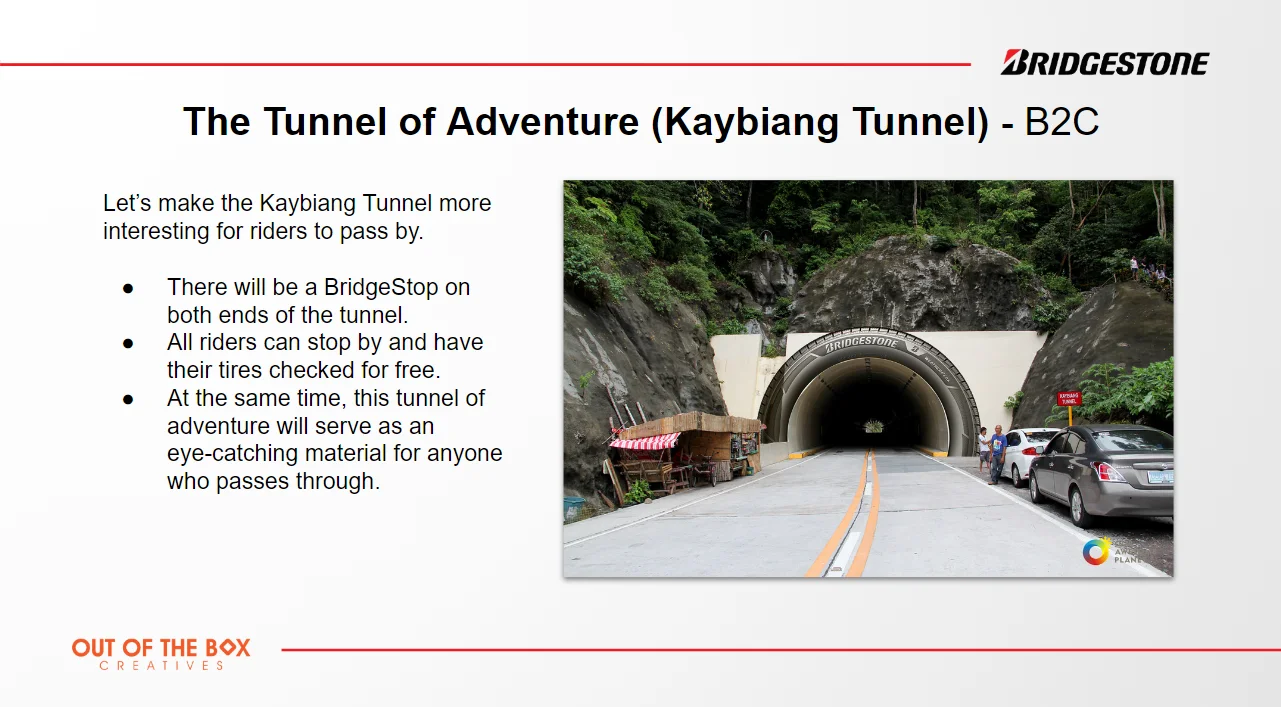 BRIDGESTONE
The Tunnel of Adventure (Kaybiang Tunnel) - B2C
Let’s make the Kaybiang Tunnel more
interesting for riders to pass by.
● There will be a BridgeStop on
both ends of the tunnel.
● All riders can stop by and have
their tires checked for free.
● At the same time, this tunnel of
adventure will serve as an
eye-catching material for anyone
who passes through.
BRIDGESTONE
KAYBIANG
TUNNEL
OUT OF THE BOX
CREATIVES